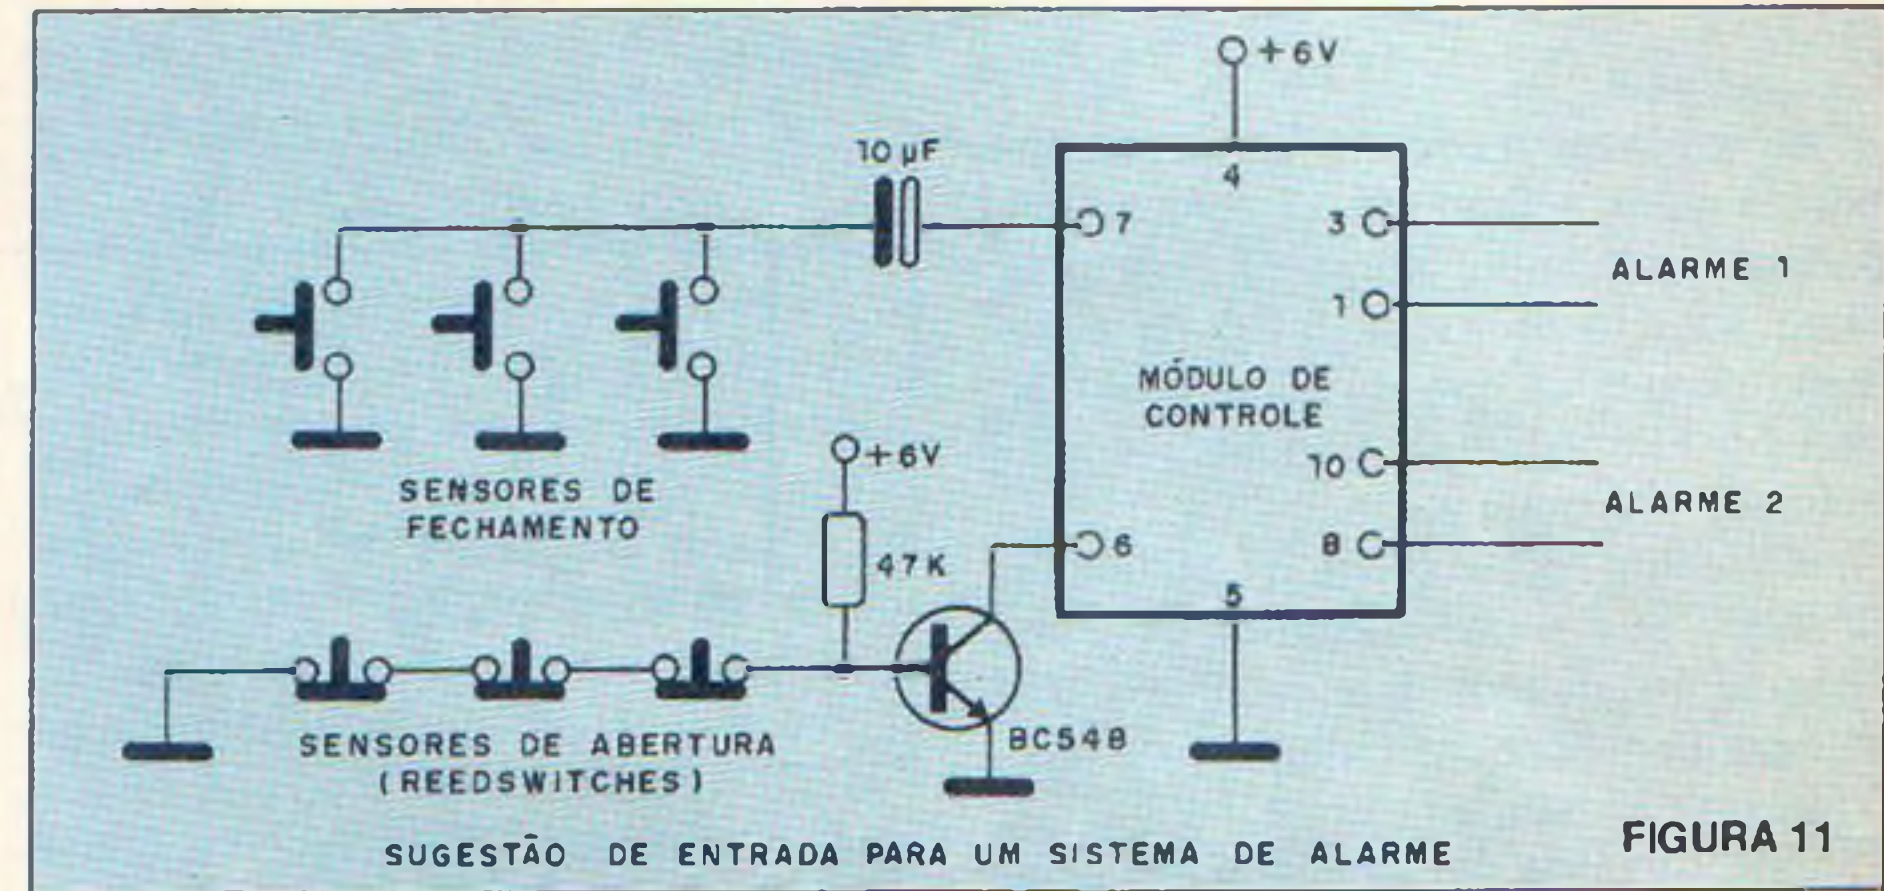 +6V
10 µF
4
7
3
ALARME 1
1
MÓDULO DE
CONTROLE
+6V
SENSORES DE
FECHAMENTO
10
ALARME 2
47K
6
8
5
SENSORES DE ABERTURA
(REEDSWITCHES)
BC548
SUGESTÃO DE ENTRADA PARA UM SISTEMA DE ALARME
FIGURA 11